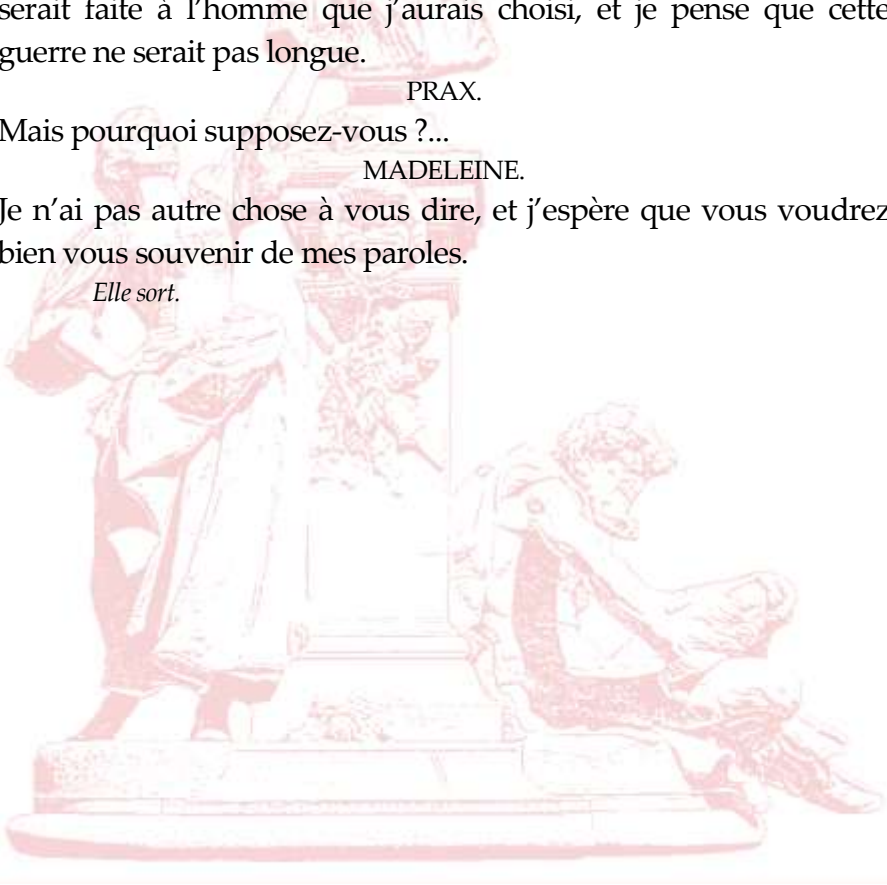 serait faite à l’homme que j’aurais choisi, et je pense que cette
guerre ne serait pas longue.
PRAX.
Mais pourquoi supposez-vous ?...
MADELEINE.
Je n’ai pas autre chose à vous dire, et j’espère que vous voudrez
bien vous souvenir de mes paroles.
Elle sort.